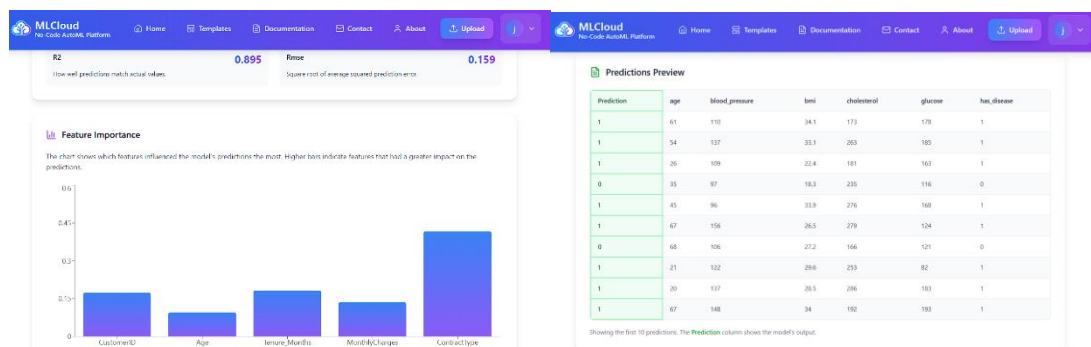 MLCloud
No-Code AutoML Platform
Home
Templates
Documentation
Contact
About
Upload
j
R2
0.895
How well predictions match actual values.
Rmse
0.159
Square root of average squared prediction error
Feature Importance
The chart shows which features influenced the model's predictions the most. Higher bars indicate features that had a greater impact on the
predictions.
0.6
0.45
0.3
0.15
0
CustomerID
Age
Tenure_Months
MonthlyCharges
ContractType
MLCloud
No-Code AutoML Platform
Home
Templates
Documentation
Contact
About
Upload
j
Predictions Preview
Prediction age blood_pressure bmi cholesterol glucose has_disease
1 61 110 34.1 173 178 1
1 54 137 33.1 263 185 1
1 26 109 22.4 181 163 1
0 35 97 18.3 235 116 0
1 45 96 33.9 276 168 1
1 67 156 26.5 279 124 1
0 68 106 27.2 166 121 0
1 21 122 29.6 253 82 1
1 20 137 28.5 286 183 1
1 67 148 34 192 193 1
Showing the first 10 predictions. The Prediction column shows the model's output.